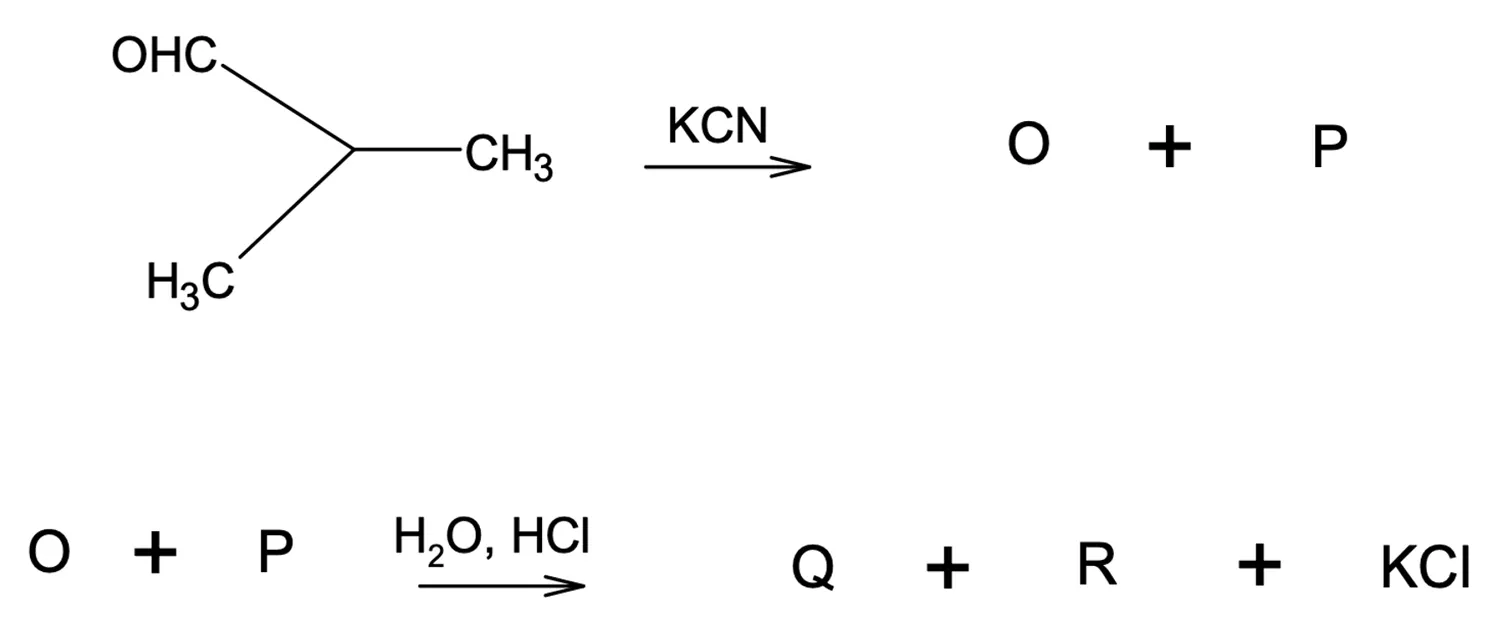 OHC
KCN
O + P
CH3
H3C
H2O, HCl
O + P
Q + R + KCl